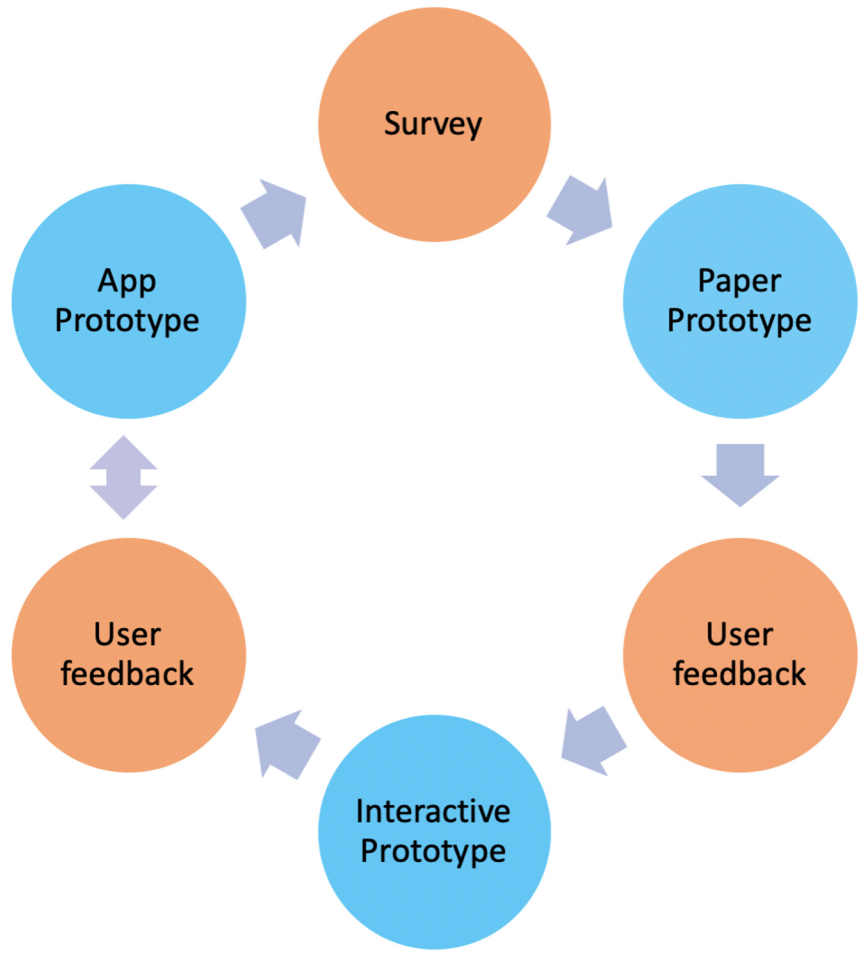 Survey
App
Prototype
Paper
Prototype
User
feedback
User
feedback
Interactive
Prototype